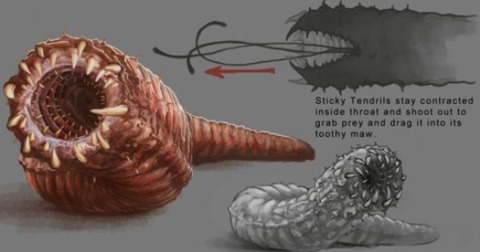 Sticky Tendrils stay contracted
inside throat and shoot out to
grab prey and drag it into its
toothy maw.